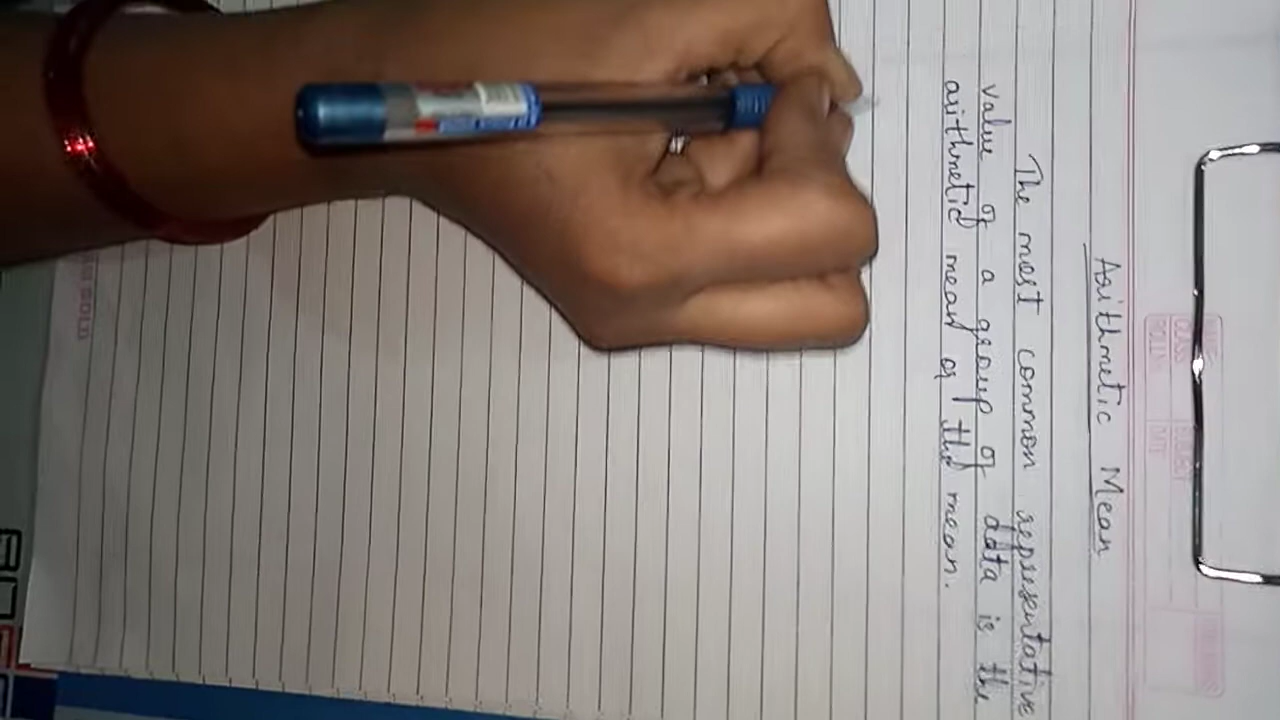 Arithmetic Mean
The most common representative
value of a group of data is the
arithmetic mean or the mean.